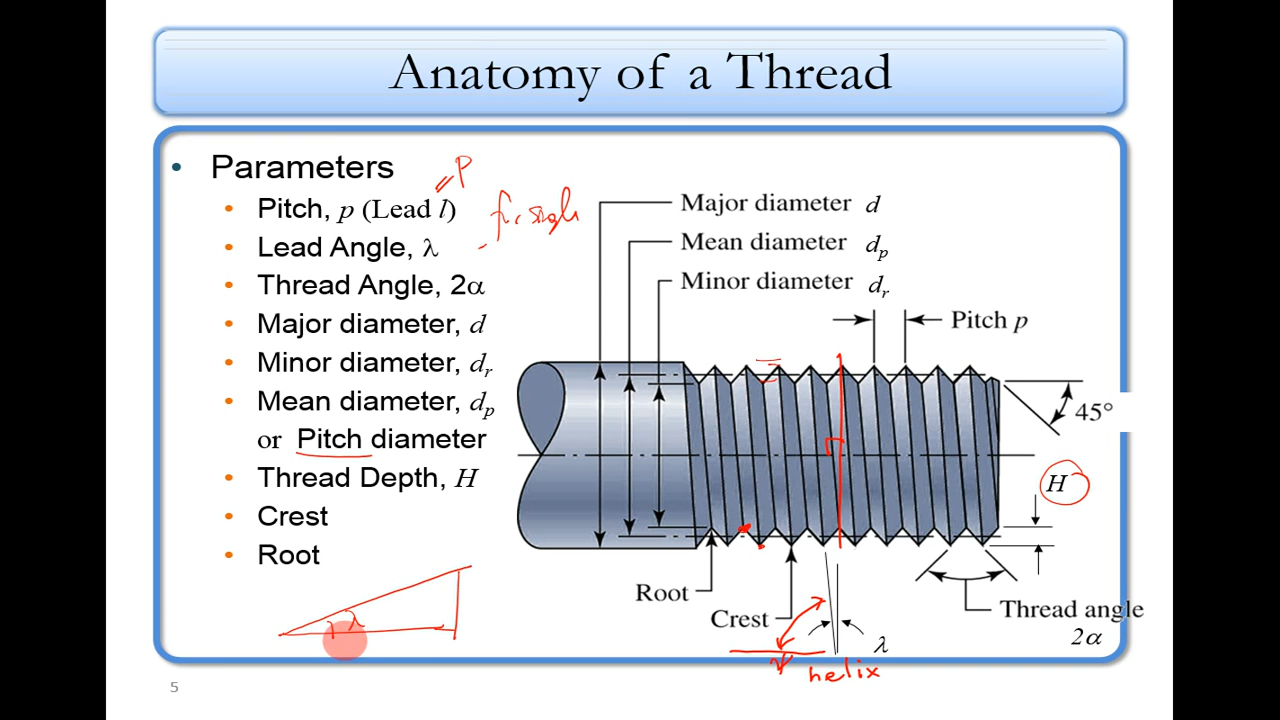 Anatomy of a Thread
• Parameters
• Pitch, p (Lead l)
= P
• Lead Angle, λ
• Thread Angle, 2α
• Major diameter, d
• Minor diameter, dr
• Mean diameter, dp
or Pitch diameter
• Thread Depth, H
• Crest
• Root
λ
Major diameter d
Mean diameter dp
Minor diameter dr
Pitch p
45°
H
Root
Crest
Thread angle
2α
λ
ψ
helix
5